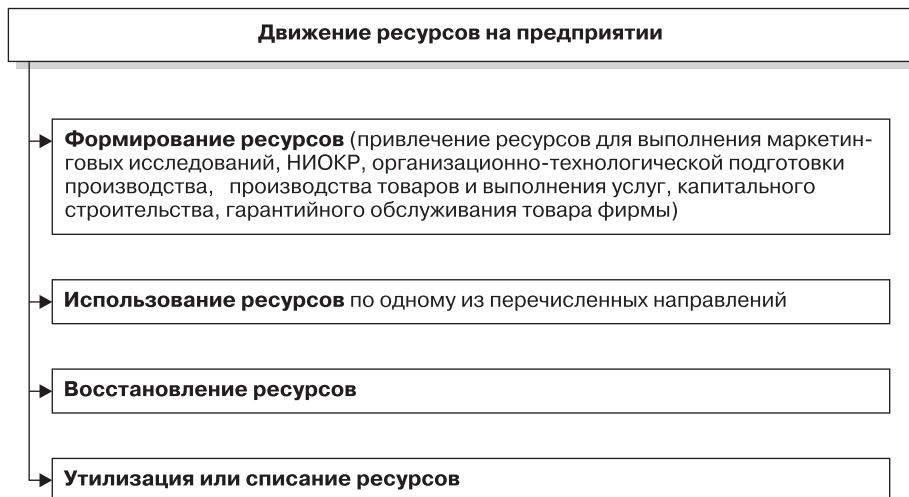 Движение ресурсов на предприятии
Формирование ресурсов (привлечение ресурсов для выполнения маркетин-
говых исследований, НИОКР, организационно-технологической подготовки
производства, производства товаров и выполнения услуг, капитального
строительства, гарантийного обслуживания товара фирмы)
Использование ресурсов по одному из перечисленных направлений
Восстановление ресурсов
Утилизация или списание ресурсов